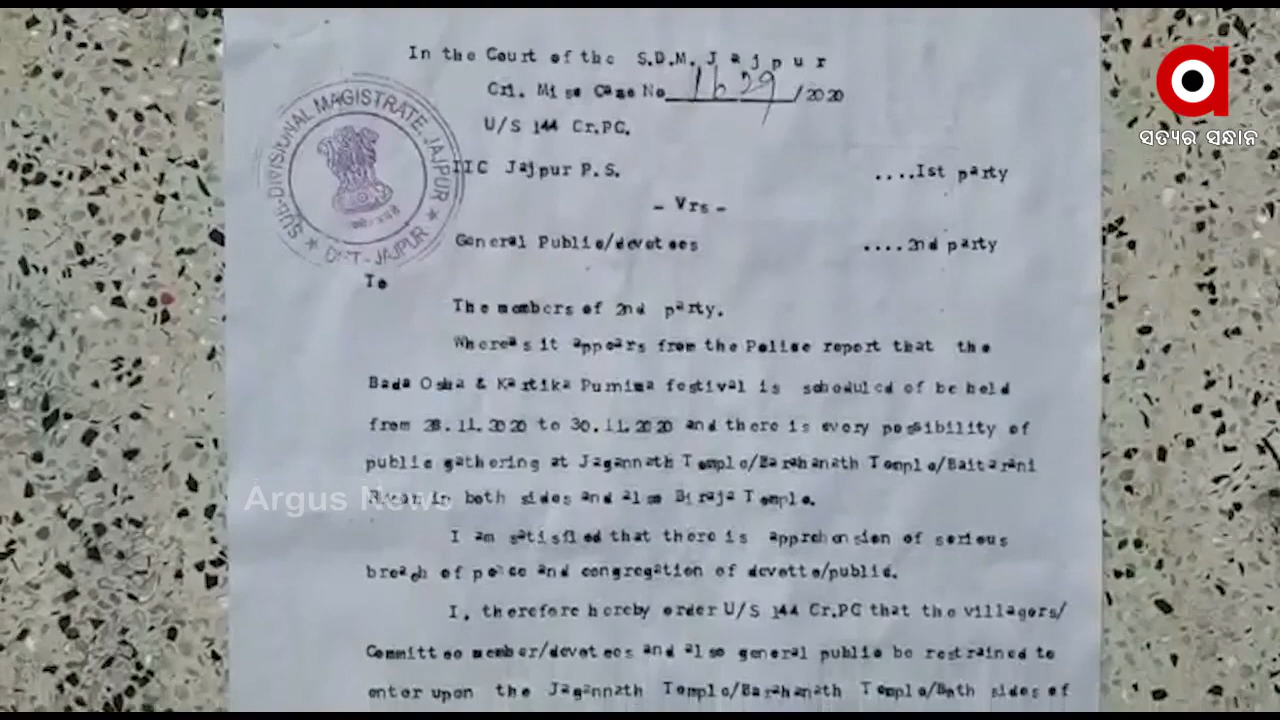 In the Court of the S.D.M. Jajpur
Cri. Misc Case No 1629/2020
U/S 144 Cr.PC.
IIC Jajpur P.S. ....Ist party
- Vrs -
General Public/devotees ....2nd party
To
The members of 2nd party.
Whereas it appears from the Police report that the
Bada Osha & Kartika Purnima festival is scheduled of be held
from 28.11.2020 to 30.11.2020 and there is every possibility of
public gathering at Jagannath Temple/Barahanath Temple/Baitarani
River in both sides and also Biraja Temple.
I am satisfied that there is apprehension of serious
breach of peace and congregation of devotte/public.
I, therefore hereby order U/S 144 Cr.PC that the villagers/
Committee member/devotees and also general public be restrained to
enter upon the Jagannath Temple/Barahanath Temple/Both sides of
SUB-DIVISIONAL MAGISTRATE, JAJPUR
DIST-JAJPUR
Argus News
a
ସତ୍ୟର ସନ୍ଧାନ